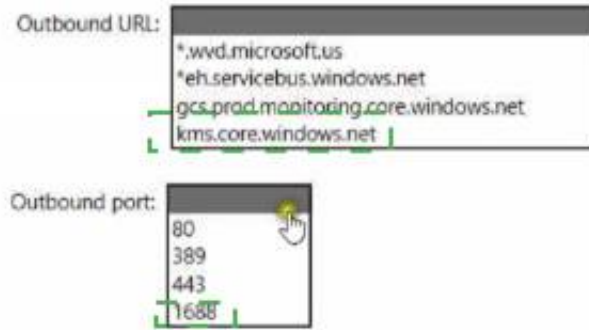 Outbound URL:
*.wvd.microsoft.us
*eh.servicebus.windows.net
gcs.prod.monitoring.core.windows.net
kms.core.windows.net
Outbound port:
80
389
443
1688